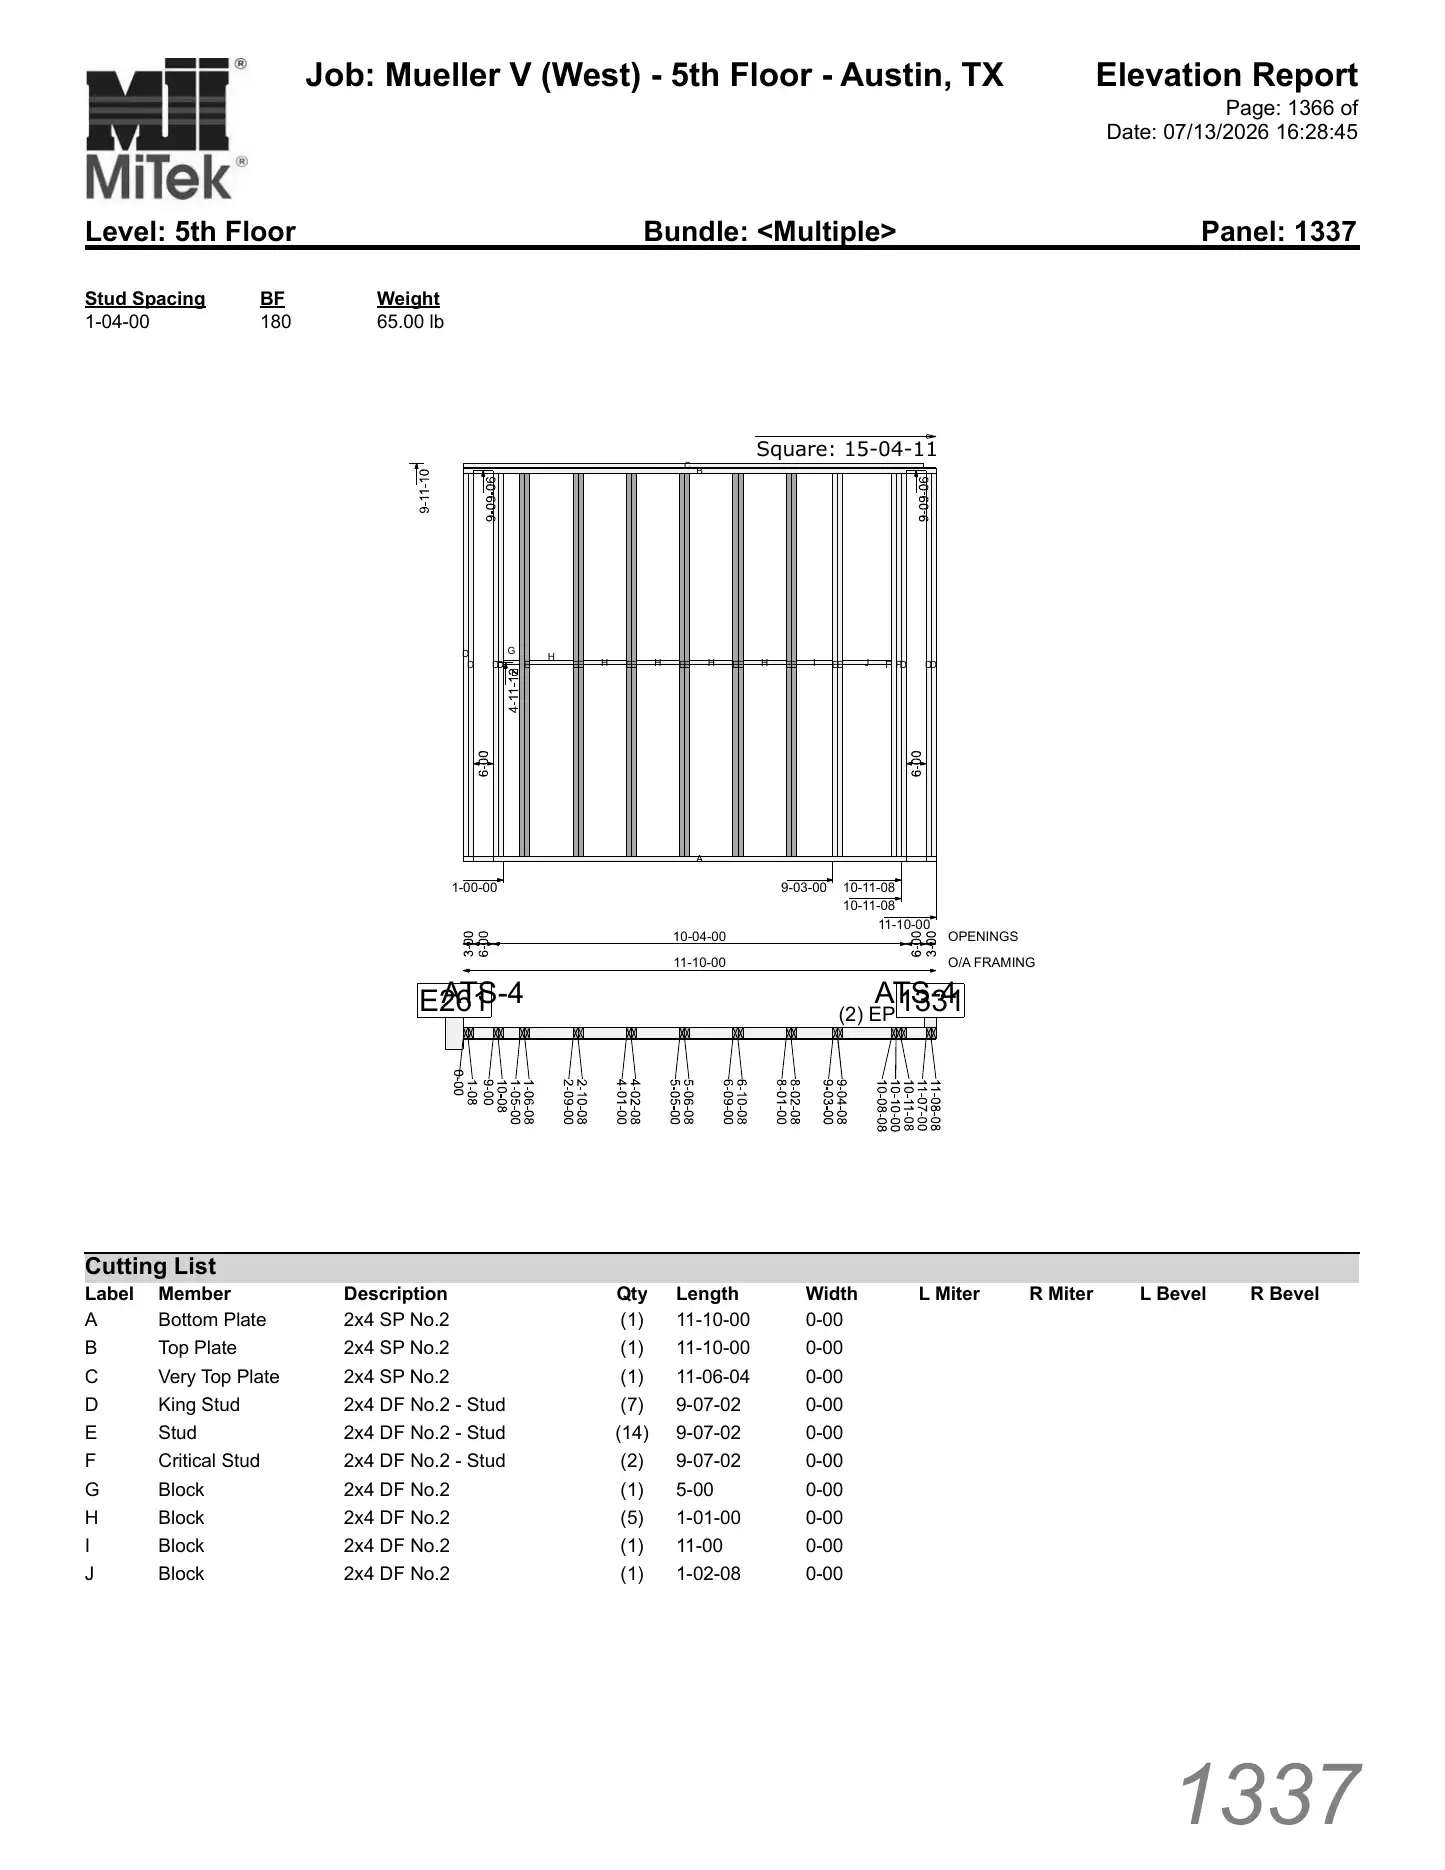 Job: Mueller V (West) - 5th Floor - Austin, TX
Elevation Report
Page: 1366 of
Date: 07/13/2026 16:28:45
MiTek®
Level: 5th Floor Bundle: <Multiple> Panel: 1337
Stud Spacing BF Weight
1-04-00 180 65.00 lb
Square: 15-04-11
C
B
9-11-10
9-09-06
9-09-06
D
D
G
H
H H H H I J F F D
4-11-12
6-00
6-00
A
1-00-00
9-03-00
10-11-08
10-11-08
11-10-00
3-00
6-00
10-04-00
6-00
3-00
OPENINGS
11-10-00
O/A FRAMING
E261
ATS-4
ATS-4
1331
(2) EP
0-00
1-08
9-00
10-08
1-05-00
1-06-08
2-09-00
2-10-08
4-01-00
4-02-08
5-05-00
5-06-08
6-09-00
6-10-08
8-01-00
8-02-08
9-03-00
9-04-08
10-08-08
10-10-00
10-11-08
11-07-00
11-08-08
Cutting List
Label Member Description Qty Length Width L Miter R Miter L Bevel R Bevel
A Bottom Plate 2x4 SP No.2 (1) 11-10-00 0-00
B Top Plate 2x4 SP No.2 (1) 11-10-00 0-00
C Very Top Plate 2x4 SP No.2 (1) 11-06-04 0-00
D King Stud 2x4 DF No.2 - Stud (7) 9-07-02 0-00
E Stud 2x4 DF No.2 - Stud (14) 9-07-02 0-00
F Critical Stud 2x4 DF No.2 - Stud (2) 9-07-02 0-00
G Block 2x4 DF No.2 (1) 5-00 0-00
H Block 2x4 DF No.2 (5) 1-01-00 0-00
I Block 2x4 DF No.2 (1) 11-00 0-00
J Block 2x4 DF No.2 (1) 1-02-08 0-00
1337